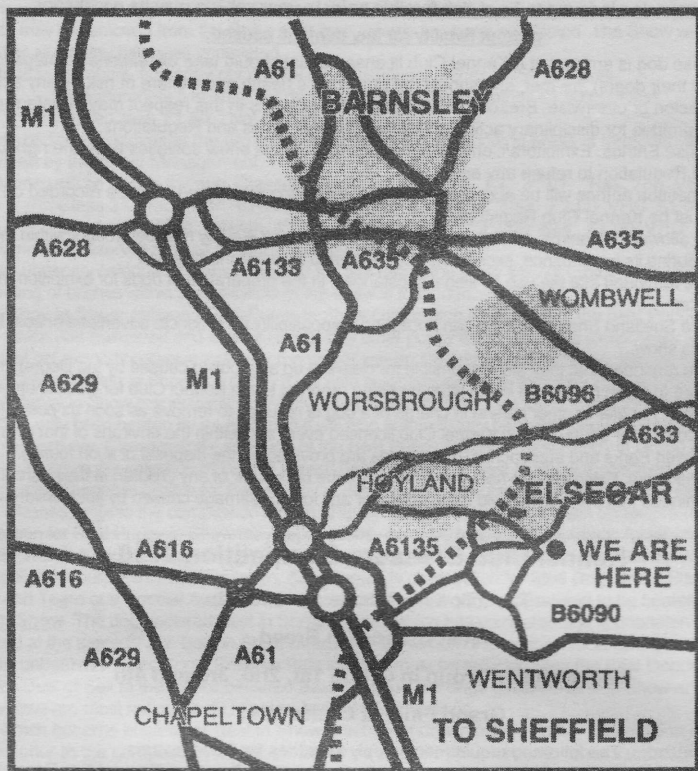 A61
A628
BARNSLEY
M1
A628
A6133
A635
A635
WOMBWELL
A61
M1
A629
WORSBROUGH
B6096
A633
HOYLAND
ELSECAR
A616
A616
A6135
WE ARE
HERE
B6090
A629
A61
WENTWORTH
M1
CHAPELTOWN
TO SHEFFIELD